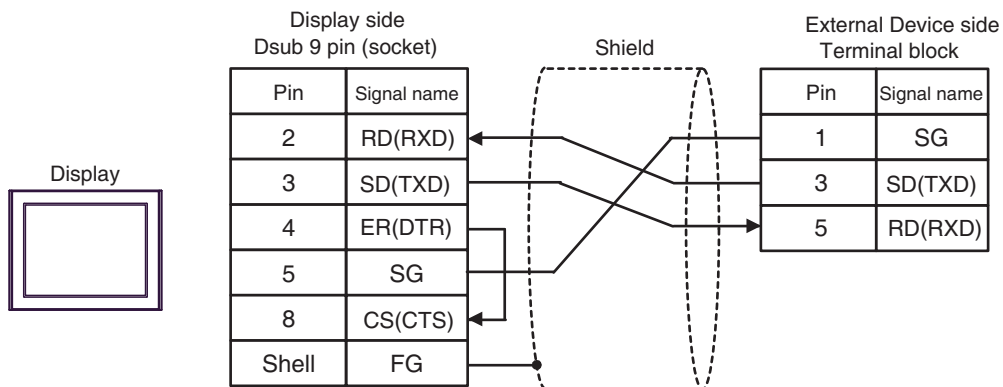 Display side
Dsub 9 pin (socket)
Shield
External Device side
Terminal block
Display
Pin Signal name
2 RD(RXD)
3 SD(TXD)
4 ER(DTR)
5 SG
8 CS(CTS)
Shell FG
Pin Signal name
1 SG
3 SD(TXD)
5 RD(RXD)